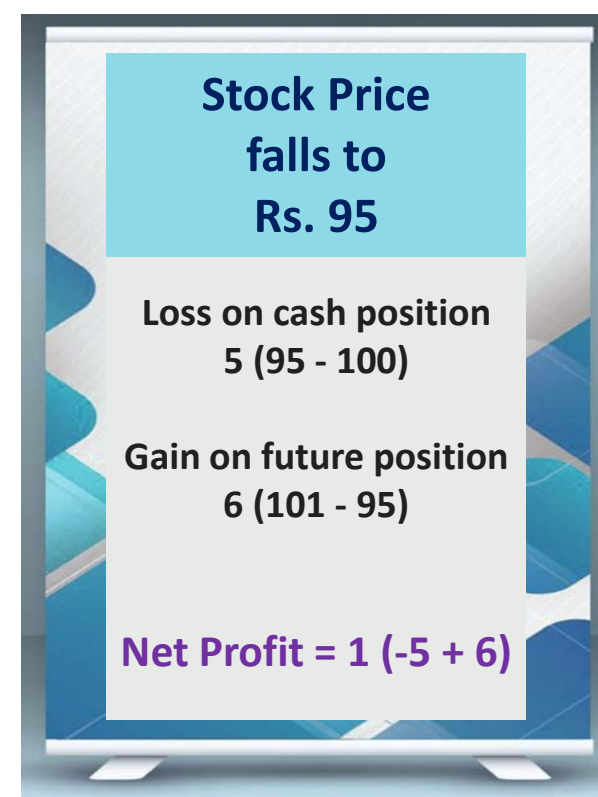 Stock Price
falls to
Rs. 95
Loss on cash position
5 (95 - 100)
Gain on future position
6 (101 - 95)
Net Profit = 1 (-5 + 6)